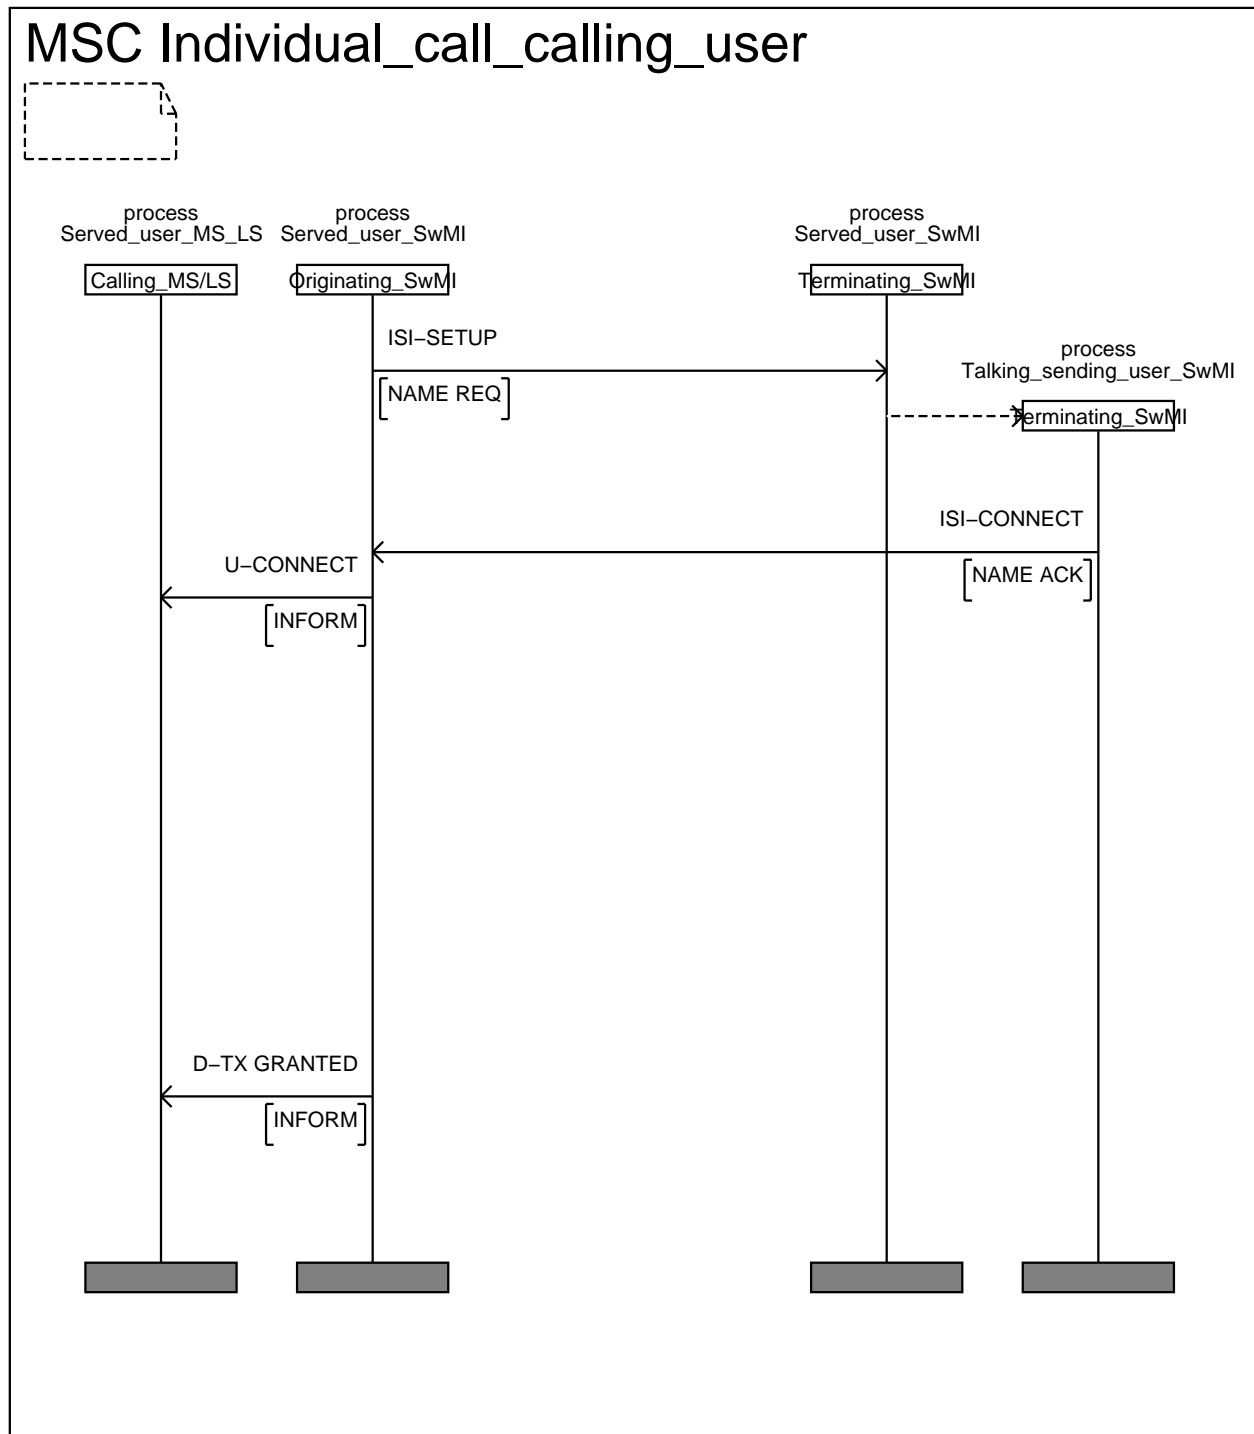 MSC Individual_call_calling_user
process
Served_user_MS_LS
process
Served_user_SwMI
process
Served_user_SwMI
Calling_MS/LS
Originating_SwMI
Terminating_SwMI
ISI−SETUP
NAME REQ
process
Talking_sending_user_SwMI
Terminating_SwMI
ISI−CONNECT
NAME ACK
U−CONNECT
INFORM
D−TX GRANTED
INFORM